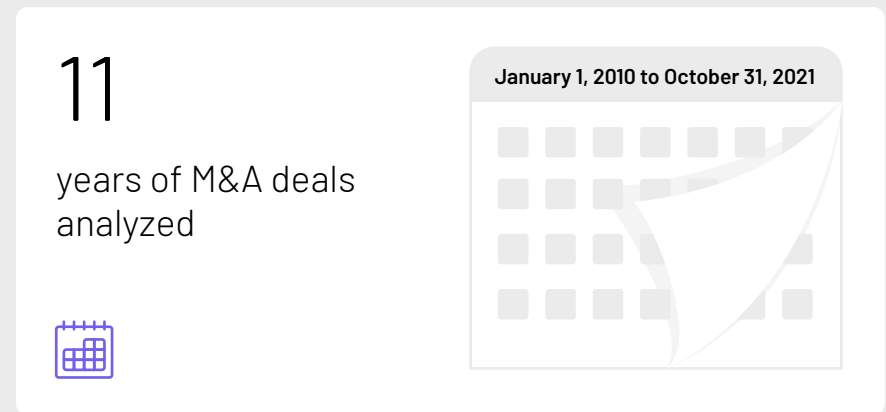 11
years of M&A deals
analyzed
January 1, 2010 to October 31, 2021